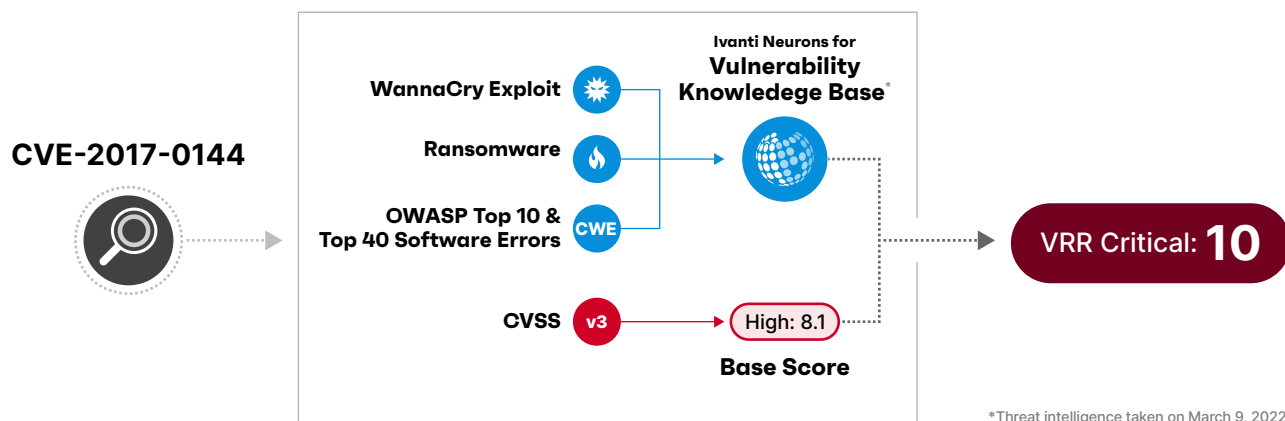 CVE-2017-0144
WannaCry Exploit
Ransomware
OWASP Top 10 &
Top 40 Software Errors
CWE
CVSS
v3
Ivanti Neurons for
Vulnerability
Knowledege Base*
High: 8.1
Base Score
VRR Critical: 10
*Threat intelligence taken on March 9, 2022